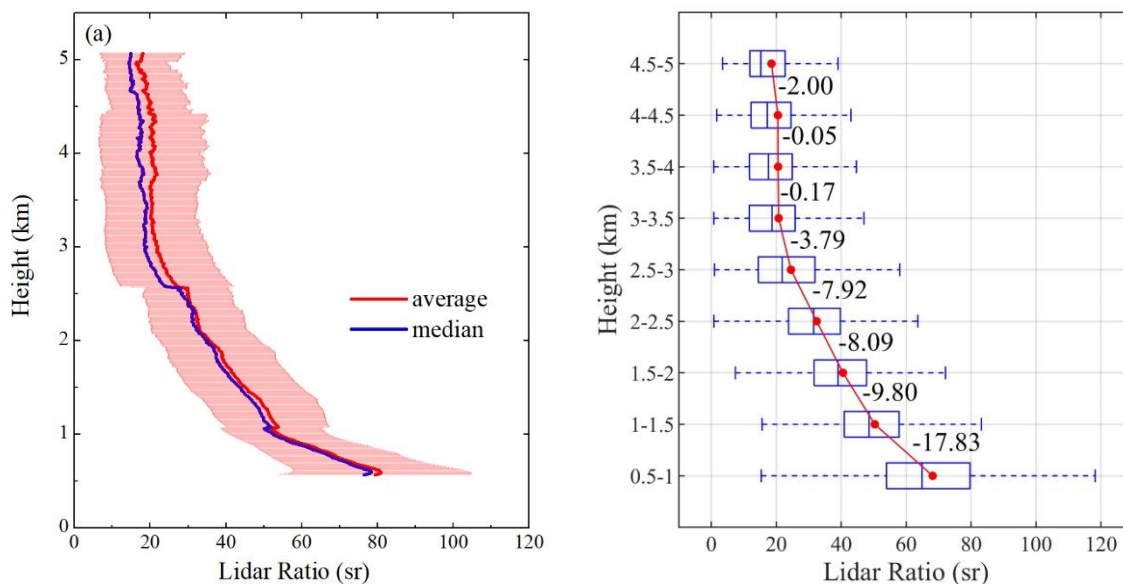 (a)
5
4
3
2
1
0
Height (km)
average
median
0 20 40 60 80 100 120
Lidar Ratio (sr)
4.5-5
4-4.5
3.5-4
3-3.5
2.5-3
2-2.5
1.5-2
1-1.5
0.5-1
Height (km)
-2.00
-0.05
-0.17
-3.79
-7.92
-8.09
-9.80
-17.83
0 20 40 60 80 100 120
Lidar Ratio (sr)